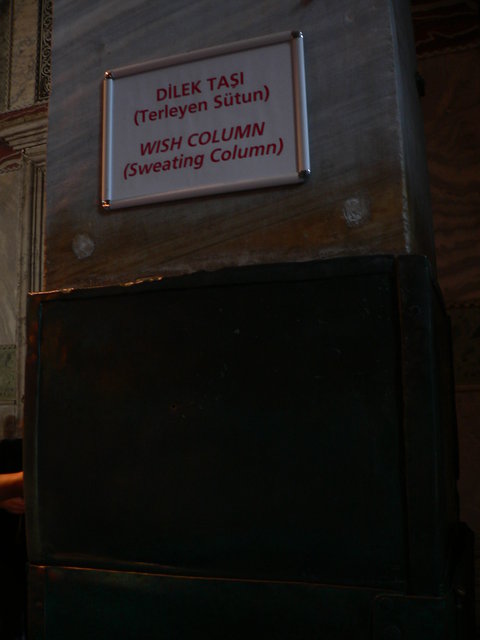 DİLEK TAŞI
(Terleyen Sütun)
WISH COLUMN
(Sweating Column)